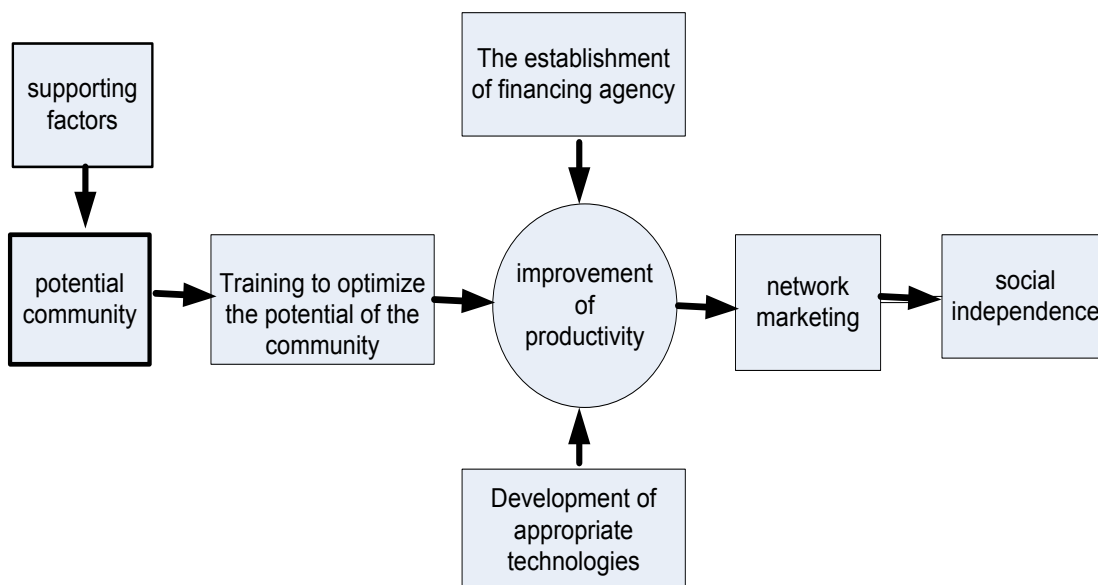 supporting
factors
The establishment
of financing agency
potential
community
Training to optimize
the potential of the
community
improvement
of
productivity
network
marketing
social
independence
Development of
appropriate
technologies